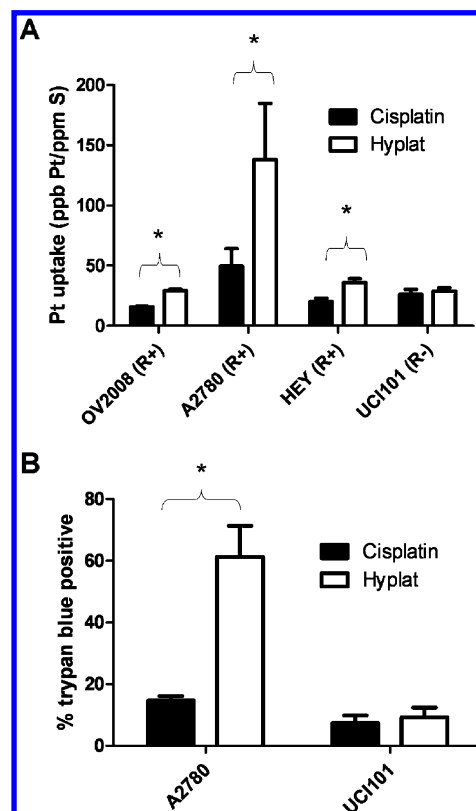 A
*
200
150
100
50
0
Pt uptake (ppb Pt/ppm S)
Cisplatin
Hyplat
*
*
OV2008 (R+)
A2780 (R+)
HEY (R+)
UCI101 (R-)
B
*
80
60
40
20
0
% trypan blue positive
Cisplatin
Hyplat
A2780
UCI101